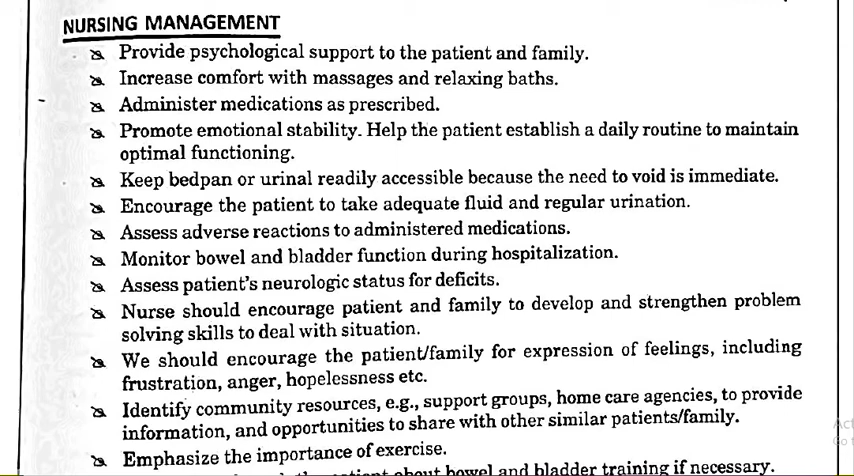 NURSING MANAGEMENT
Provide psychological support to the patient and family.
Increase comfort with massages and relaxing baths.
Administer medications as prescribed.
Promote emotional stability. Help the patient establish a daily routine to maintain
optimal functioning.
Keep bedpan or urinal readily accessible because the need to void is immediate.
Encourage the patient to take adequate fluid and regular urination.
Assess adverse reactions to administered medications.
Monitor bowel and bladder function during hospitalization.
Assess patient's neurologic status for deficits.
Nurse should encourage patient and family to develop and strengthen problem
solving skills to deal with situation.
We should encourage the patient/family for expression of feelings, including
frustration, anger, hopelessness etc.
Identify community resources, e.g., support groups, home care agencies, to provide
information, and opportunities to share with other similar patients/family.
Emphasize the importance of exercise.
about bowel and bladder training if necessary.
Act
Go t